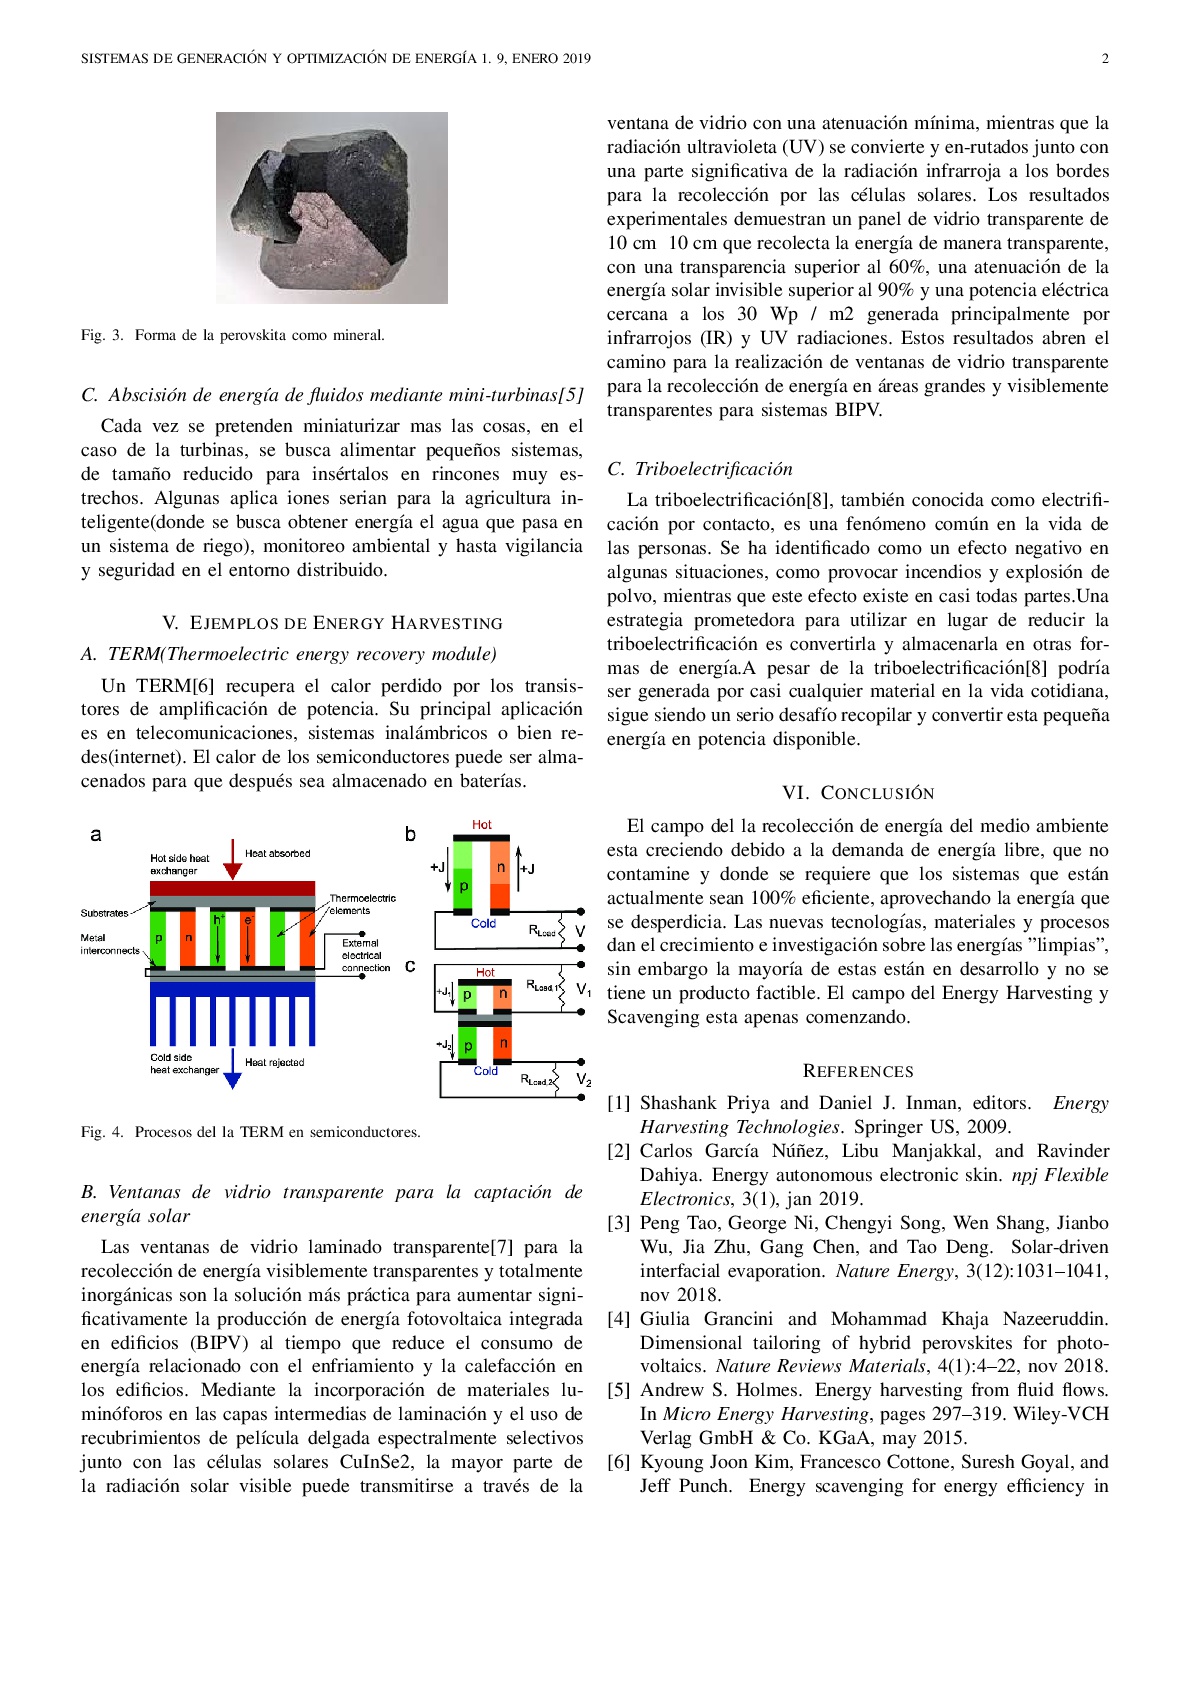 SISTEMAS DE GENERACIÓN Y OPTIMIZACIÓN DE ENERGÍA 1. 9, ENERO 2019
2
Fig. 3. Forma de la perovskita como mineral.
C. Abscisión de energía de fluidos mediante mini-turbinas[5]
Cada vez se pretenden miniaturizar mas las cosas, en el
caso de la turbinas, se busca alimentar pequeños sistemas,
de tamaño reducido para insértalos en rincones muy es-
trechos. Algunas aplica iones serian para la agricultura in-
teligente(donde se busca obtener energía el agua que pasa en
un sistema de riego), monitoreo ambiental y hasta vigilancia
y seguridad en el entorno distribuido.
V. EJEMPLOS DE ENERGY HARVESTING
A. TERM(Thermoelectric energy recovery module)
Un TERM[6] recupera el calor perdido por los transis-
tores de amplificación de potencia. Su principal aplicación
es en telecomunicaciones, sistemas inalámbricos o bien re-
des(internet). El calor de los semiconductores puede ser alma-
cenados para que después sea almacenado en baterías.
a
Hot side heat
exchanger
Heat absorbed
Substrates
Thermoelectric
elements
Metal
interconnects
p
n
h+
e-
External
electrical
connection
Cold side
heat exchanger
Heat rejected
b
Hot
+J
p
n
+J
Cold
RLoad
V
c
Hot
+J1
p
n
RLoad,1
V1
+J2
p
n
Cold
RLoad,2
V2
Fig. 4. Procesos del la TERM en semiconductores.
B. Ventanas de vidrio transparente para la captación de
energía solar
Las ventanas de vidrio laminado transparente[7] para la
recolección de energía visiblemente transparentes y totalmente
inorgánicas son la solución más práctica para aumentar signi-
ficativamente la producción de energía fotovoltaica integrada
en edificios (BIPV) al tiempo que reduce el consumo de
energía relacionado con el enfriamiento y la calefacción en
los edificios. Mediante la incorporación de materiales lu-
minóforos en las capas intermedias de laminación y el uso de
recubrimientos de película delgada espectralmente selectivos
junto con las células solares CuInSe2, la mayor parte de
la radiación solar visible puede transmitirse a través de la
ventana de vidrio con una atenuación mínima, mientras que la
radiación ultravioleta (UV) se convierte y en-rutados junto con
una parte significativa de la radiación infrarroja a los bordes
para la recolección por las células solares. Los resultados
experimentales demuestran un panel de vidrio transparente de
10 cm 10 cm que recolecta la energía de manera transparente,
con una transparencia superior al 60%, una atenuación de la
energía solar invisible superior al 90% y una potencia eléctrica
cercana a los 30 Wp / m2 generada principalmente por
infrarrojos (IR) y UV radiaciones. Estos resultados abren el
camino para la realización de ventanas de vidrio transparente
para la recolección de energía en áreas grandes y visiblemente
transparentes para sistemas BIPV.
C. Triboelectrificación
La triboelectrificación[8], también conocida como electrifi-
cación por contacto, es una fenómeno común en la vida de
las personas. Se ha identificado como un efecto negativo en
algunas situaciones, como provocar incendios y explosión de
polvo, mientras que este efecto existe en casi todas partes.Una
estrategia prometedora para utilizar en lugar de reducir la
triboelectrificación es convertirla y almacenarla en otras for-
mas de energía.A pesar de la triboelectrificación[8] podría
ser generada por casi cualquier material en la vida cotidiana,
sigue siendo un serio desafío recopilar y convertir esta pequeña
energía en potencia disponible.
VI. CONCLUSIÓN
El campo del la recolección de energía del medio ambiente
esta creciendo debido a la demanda de energía libre, que no
contamine y donde se requiere que los sistemas que están
actualmente sean 100% eficiente, aprovechando la energía que
se desperdicia. Las nuevas tecnologías, materiales y procesos
dan el crecimiento e investigación sobre las energías ”limpias”,
sin embargo la mayoría de estas están en desarrollo y no se
tiene un producto factible. El campo del Energy Harvesting y
Scavenging esta apenas comenzando.
REFERENCES
[1] Shashank Priya and Daniel J. Inman, editors. Energy
Harvesting Technologies. Springer US, 2009.
[2] Carlos García Núñez, Libu Manjakkal, and Ravinder
Dahiya. Energy autonomous electronic skin. npj Flexible
Electronics, 3(1), jan 2019.
[3] Peng Tao, George Ni, Chengyi Song, Wen Shang, Jianbo
Wu, Jia Zhu, Gang Chen, and Tao Deng. Solar-driven
interfacial evaporation. Nature Energy, 3(12):1031–1041,
nov 2018.
[4] Giulia Grancini and Mohammad Khaja Nazeeruddin.
Dimensional tailoring of hybrid perovskites for photo-
voltaics. Nature Reviews Materials, 4(1):4–22, nov 2018.
[5] Andrew S. Holmes. Energy harvesting from fluid flows.
In Micro Energy Harvesting, pages 297–319. Wiley-VCH
Verlag GmbH & Co. KGaA, may 2015.
[6] Kyoung Joon Kim, Francesco Cottone, Suresh Goyal, and
Jeff Punch. Energy scavenging for energy efficiency in